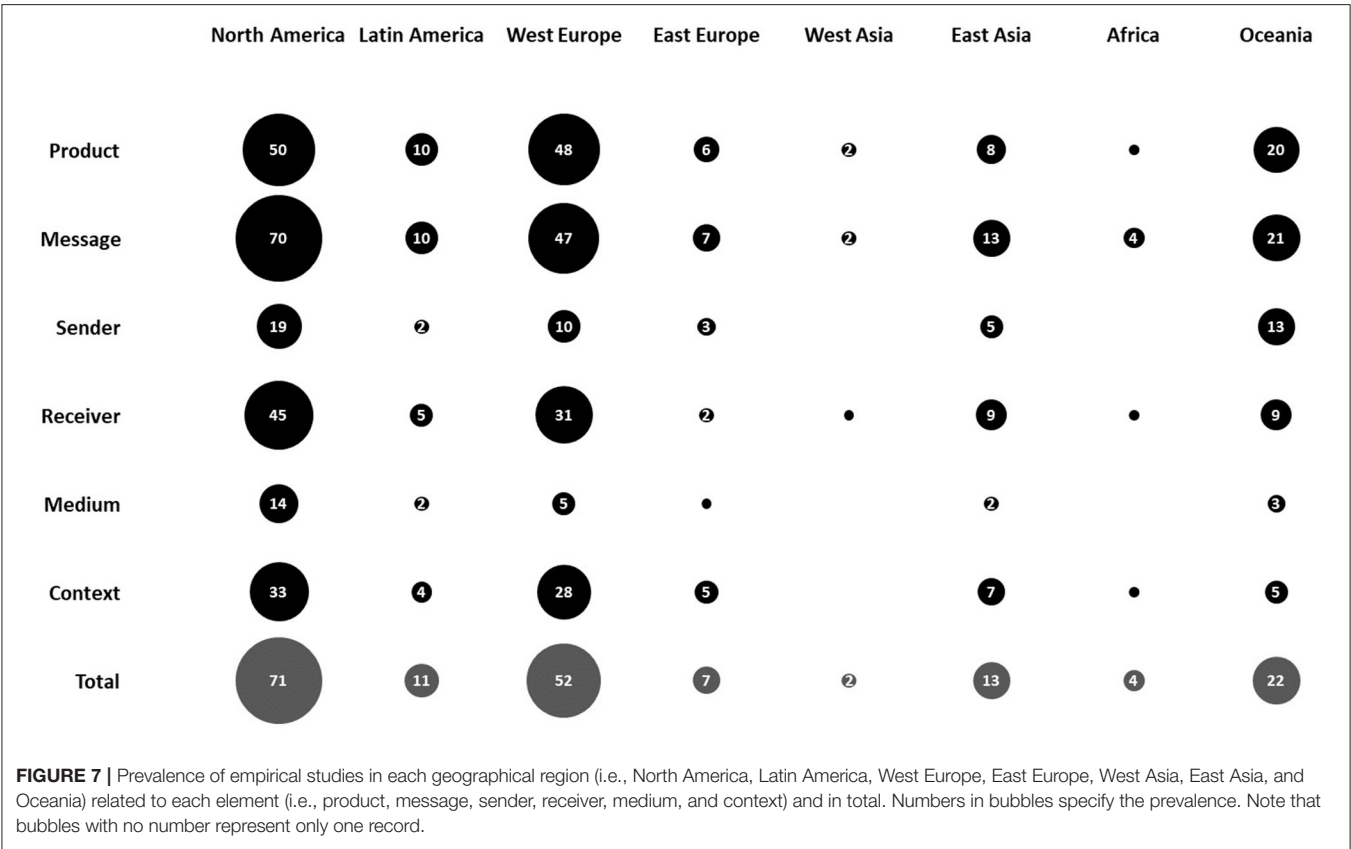 North America Latin America West Europe East Europe West Asia East Asia Africa Oceania
Product 50 10 48 6 2 8 20
Message 70 10 47 7 2 13 4 21
Sender 19 2 10 3 5 13
Receiver 45 5 31 2 9 9
Medium 14 2 5 2 3
Context 33 4 28 5 7 5
Total 71 11 52 7 2 13 4 22
FIGURE 7 | Prevalence of empirical studies in each geographical region (i.e., North America, Latin America, West Europe, East Europe, West Asia, East Asia, and
Oceania) related to each element (i.e., product, message, sender, receiver, medium, and context) and in total. Numbers in bubbles specify the prevalence. Note that
bubbles with no number represent only one record.